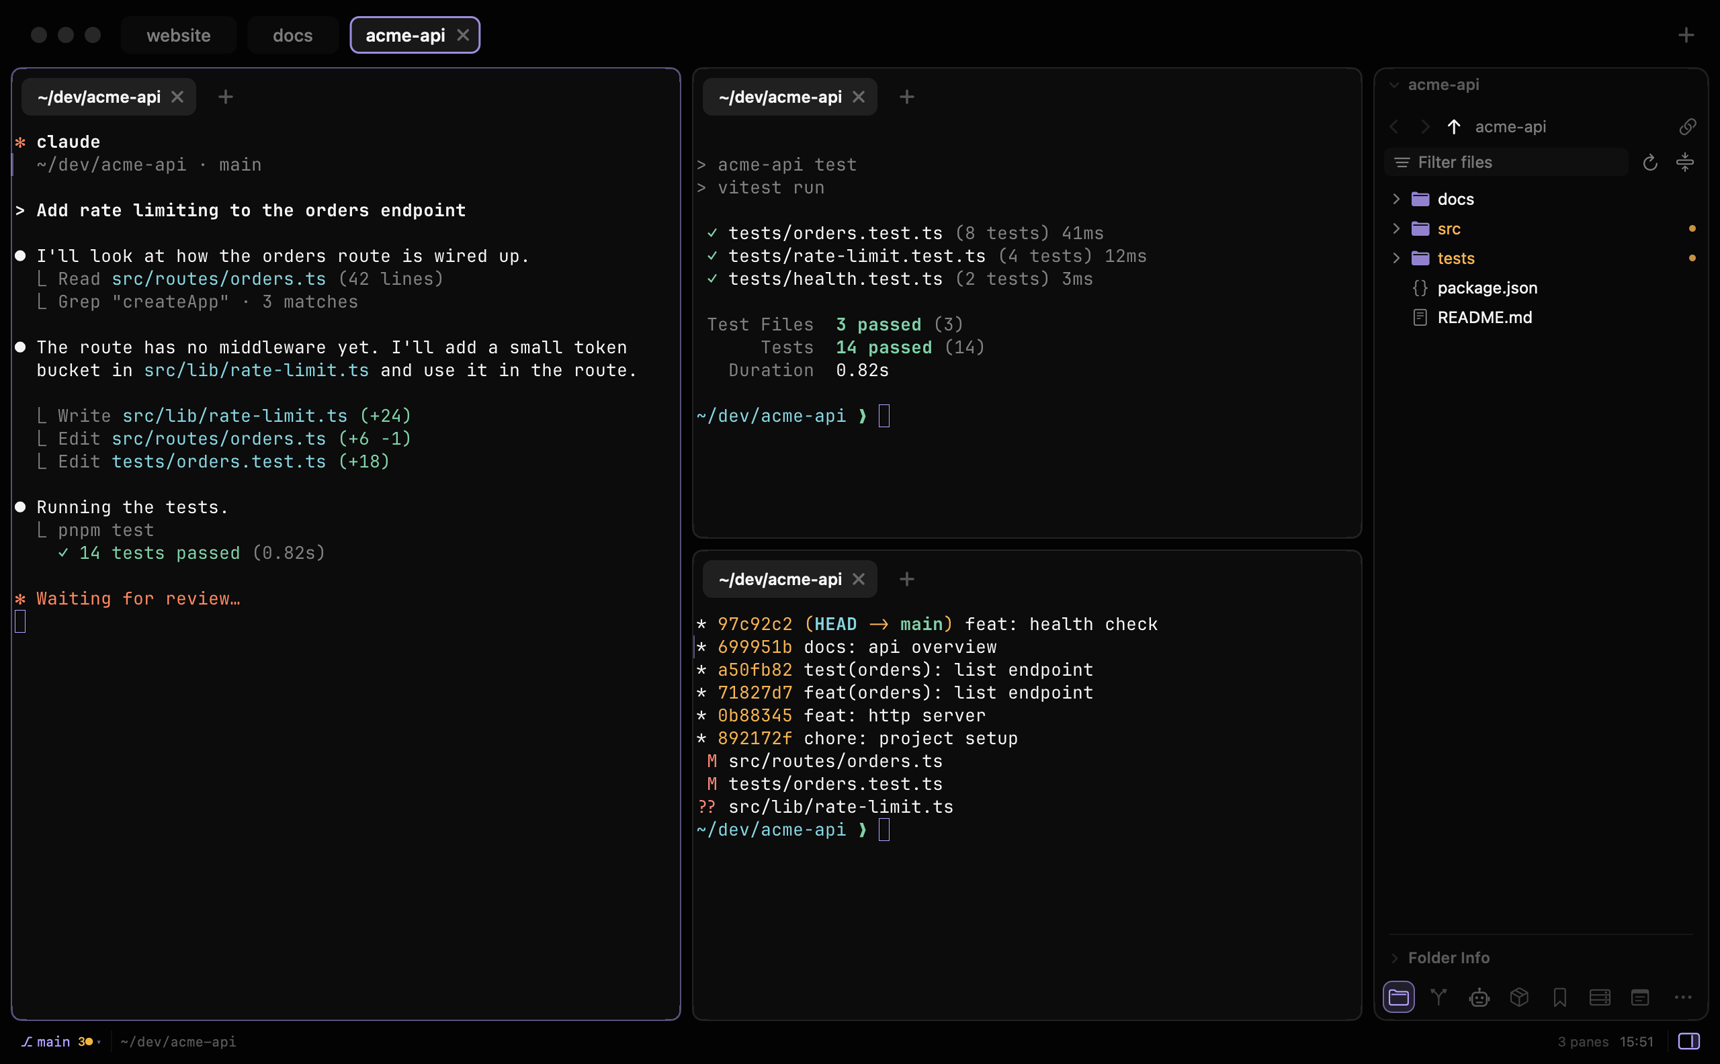 website
docs
acme-api
~/dev/acme-api
* claude
~/dev/acme-api · main
> Add rate limiting to the orders endpoint
● I'll look at how the orders route is wired up.
⎿ Read src/routes/orders.ts (42 lines)
⎿ Grep "createApp" · 3 matches
● The route has no middleware yet. I'll add a small token
bucket in src/lib/rate-limit.ts and use it in the route.
⎿ Write src/lib/rate-limit.ts (+24)
⎿ Edit src/routes/orders.ts (+6 -1)
⎿ Edit tests/orders.test.ts (+18)
● Running the tests.
⎿ pnpm test
✓ 14 tests passed (0.82s)
* Waiting for review…
~/dev/acme-api
> acme-api test
> vitest run
✓ tests/orders.test.ts (8 tests) 41ms
✓ tests/rate-limit.test.ts (4 tests) 12ms
✓ tests/health.test.ts (2 tests) 3ms
Test Files 3 passed (3)
Tests 14 passed (14)
Duration 0.82s
~/dev/acme-api ❯
~/dev/acme-api
* 97c92c2 (HEAD -> main) feat: health check
* 699951b docs: api overview
* a50fb82 test(orders): list endpoint
* 71827d7 feat(orders): list endpoint
* 0b88345 feat: http server
* 892172f chore: project setup
M src/routes/orders.ts
M tests/orders.test.ts
?? src/lib/rate-limit.ts
~/dev/acme-api ❯
acme-api
acme-api
Filter files
docs
src
tests
{} package.json
README.md
Folder Info
main 3
~/dev/acme-api
3 panes
15:51